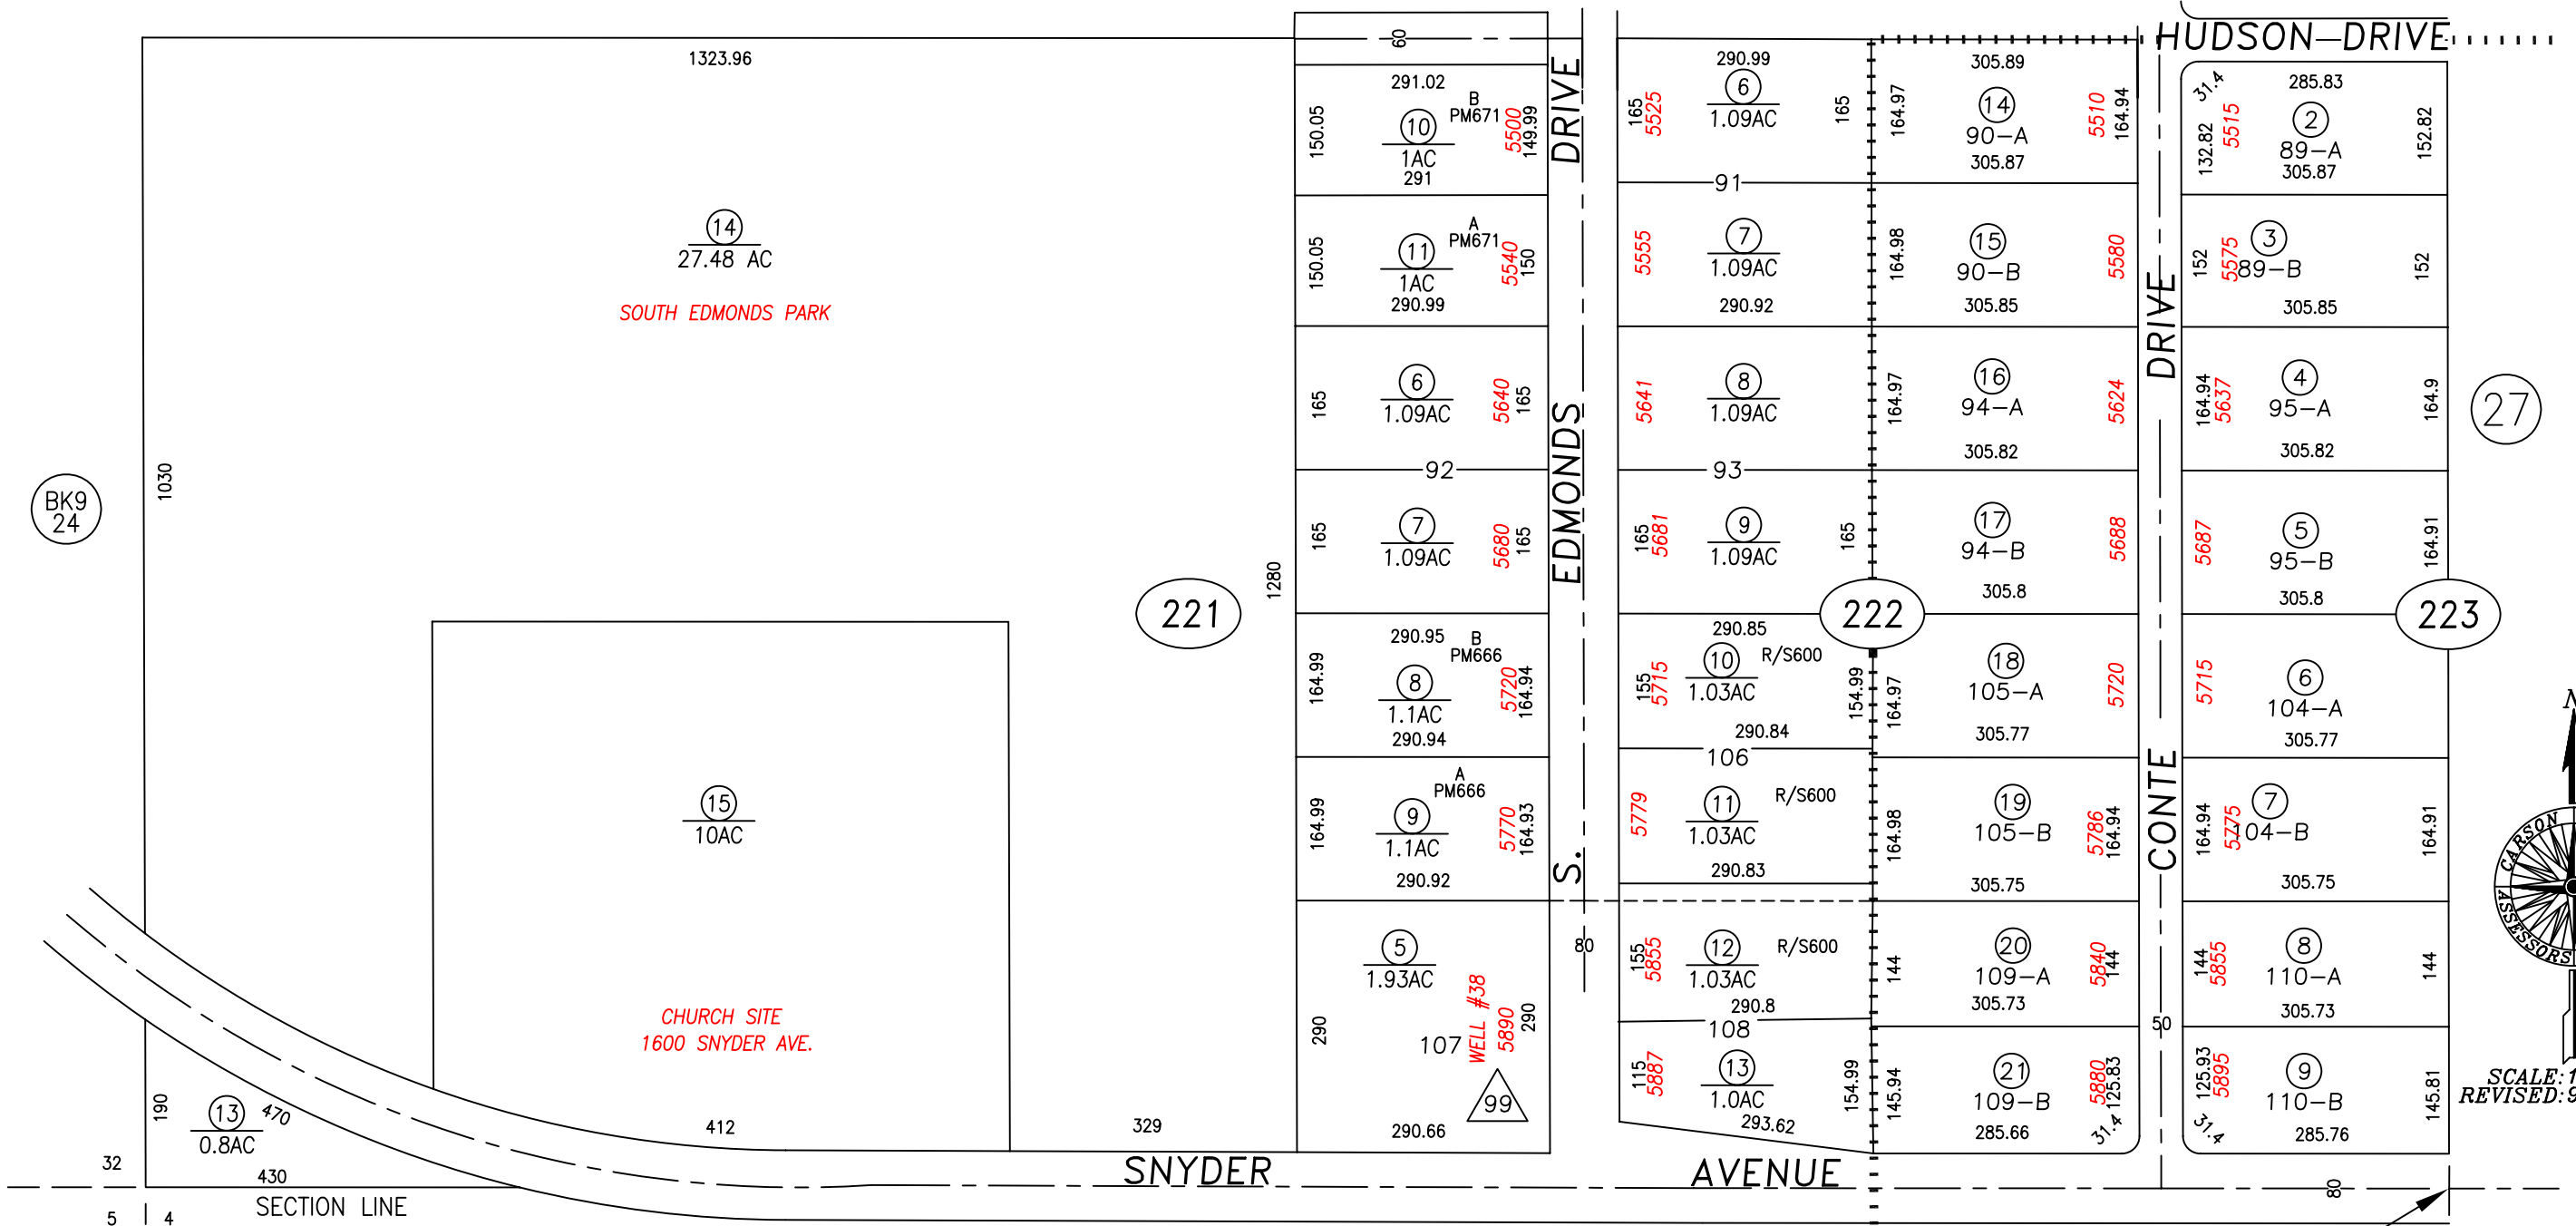 HUDSON DRIVE
1323.96
60
14
27.48 AC
SOUTH EDMONDS PARK
1030
BK9
24
221
1280
15
10AC
CHURCH SITE
1600 SNYDER AVE.
190
13
0.8AC
470
430
412
329
32
5
4
SECTION LINE
SNYDER AVENUE
80
291.02
B
PM671
150.05
10
1AC
291
5500
149.99
A
PM671
150.05
11
1AC
290.99
5540
150
165
6
1.09AC
5640
165
92
165
7
1.09AC
5680
165
290.95
B
PM666
164.99
8
1.1AC
290.94
5720
164.94
A
PM666
164.99
9
1.1AC
290.92
5770
164.93
5
1.93AC
290
107
WELL #38
5890
290
99
290.66
S. EDMONDS DRIVE
80
290.99
165
5525
6
1.09AC
165
91
5555
7
1.09AC
290.92
5641
8
1.09AC
93
165
5681
9
1.09AC
165
222
290.85
155
5715
10
R/S600
1.03AC
154.99
290.84
106
5779
11
R/S600
1.03AC
290.83
155
5855
12
R/S600
1.03AC
290.8
108
115
5887
13
1.0AC
154.99
293.62
305.89
164.97
14
90-A
305.87
5510
164.94
164.98
15
90-B
305.85
5580
164.97
16
94-A
305.82
5624
17
94-B
305.8
5688
164.97
18
105-A
305.77
5720
164.98
19
105-B
305.75
5786
164.94
144
20
109-A
305.73
5840
144
145.94
21
109-B
285.66
5880
125.83
31.4
CONTE DRIVE
50
31.4
285.83
132.82
5515
2
89-A
305.87
152.82
152
5575
3
89-B
305.85
152
164.94
5637
4
95-A
305.82
164.9
27
5687
5
95-B
305.8
164.91
223
5715
6
104-A
305.77
164.94
5775
7
104-B
305.75
164.91
144
5855
8
110-A
305.73
144
125.93
5895
9
110-B
285.76
145.81
31.4
N
CARSON
ASSESSORS
SCALE:1
REVISED:9